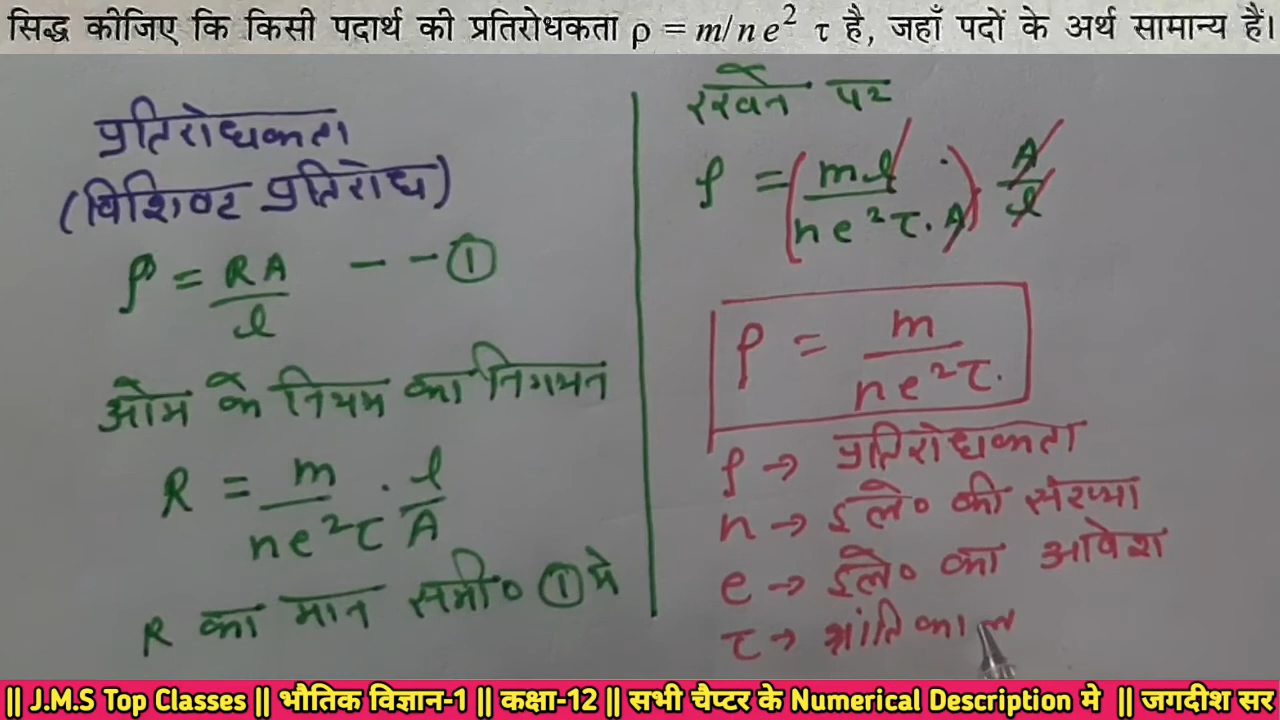 सिद्ध कीजिए कि किसी पदार्थ की प्रतिरोधकता ρ = m/ne² τ है, जहाँ पदों के अर्थ सामान्य हैं।
प्रतिरोधकता
(विशिष्ट प्रतिरोध)
ρ = RA/l --①
ओम के नियम का निगमन
R = m/ne²τ · l/A
R का मान समी० ① मे
रखने पर
ρ = (ml/ne²τ.A) · A/l
ρ = m/ne²τ.
ρ → प्रतिरोधकता
n → इले० की संख्या
e → इले० का आवेश
τ → श्रांतिकाल
|| J.M.S Top Classes || भौतिक विज्ञान-1 || कक्षा-12 || सभी चैप्टर के Numerical Description मे || जगदीश सर